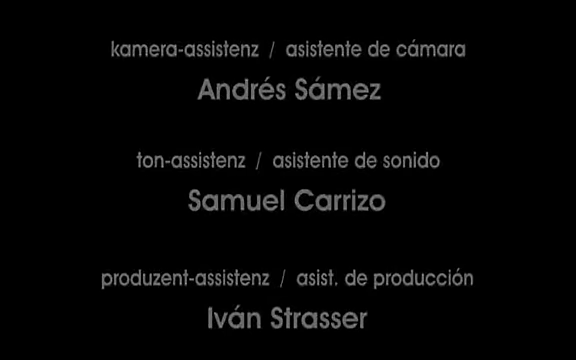 kamera-assistenz / asistente de cámara
Andrés Sámez
ton-assistenz / asistente de sonido
Samuel Carrizo
produzent-assistenz / asist. de producción
Iván Strasser